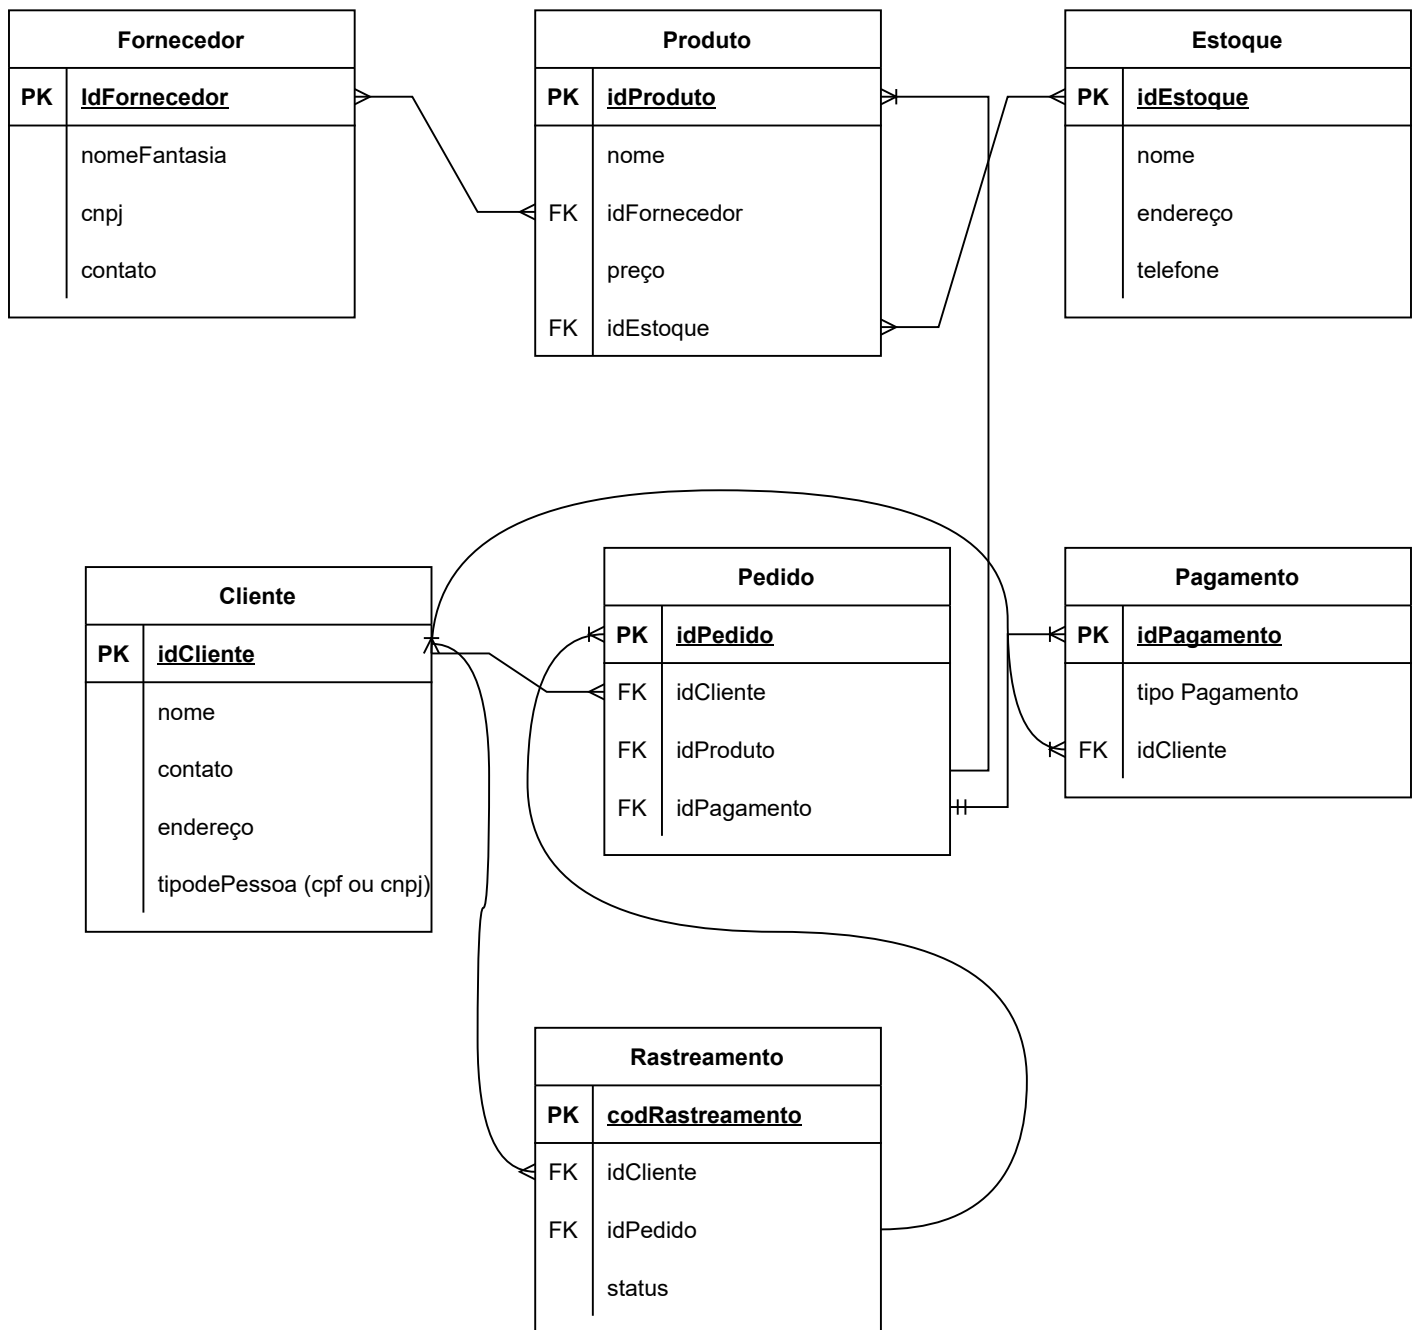 Fornecedor
PK IdFornecedor
nomeFantasia
cnpj
contato
Produto
PK idProduto
nome
FK idFornecedor
preço
FK idEstoque
Estoque
PK idEstoque
nome
endereço
telefone
Cliente
PK idCliente
nome
contato
endereço
tipodePessoa (cpf ou cnpj)
Pedido
PK idPedido
FK idCliente
FK idProduto
FK idPagamento
Pagamento
PK idPagamento
tipo Pagamento
FK idCliente
Rastreamento
PK codRastreamento
FK idCliente
FK idPedido
status